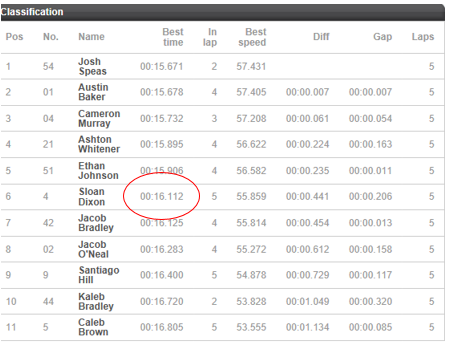 Classification
Pos No. Name Best time In lap Best speed Diff Gap Laps
1 54 Josh Speas 00:15.671 2 57.431 5
2 01 Austin Baker 00:15.678 4 57.405 00:00.007 00:00.007 5
3 04 Cameron Murray 00:15.732 3 57.208 00:00.061 00:00.054 5
4 21 Ashton Whitener 00:15.895 4 56.622 00:00.224 00:00.163 5
5 51 Ethan Johnson 00:15.906 4 56.582 00:00.235 00:00.011 5
6 4 Sloan Dixon 00:16.112 5 55.859 00:00.441 00:00.206 5
7 42 Jacob Bradley 00:16.125 5 55.814 00:00.454 00:00.013 5
8 02 Jacob O'Neal 00:16.283 4 55.272 00:00.612 00:00.158 5
9 9 Santiago Hill 00:16.400 5 54.878 00:00.729 00:00.117 5
10 44 Kaleb Bradley 00:16.720 2 53.828 00:01.049 00:00.320 5
11 5 Caleb Brown 00:16.805 5 53.555 00:01.134 00:00.085 5